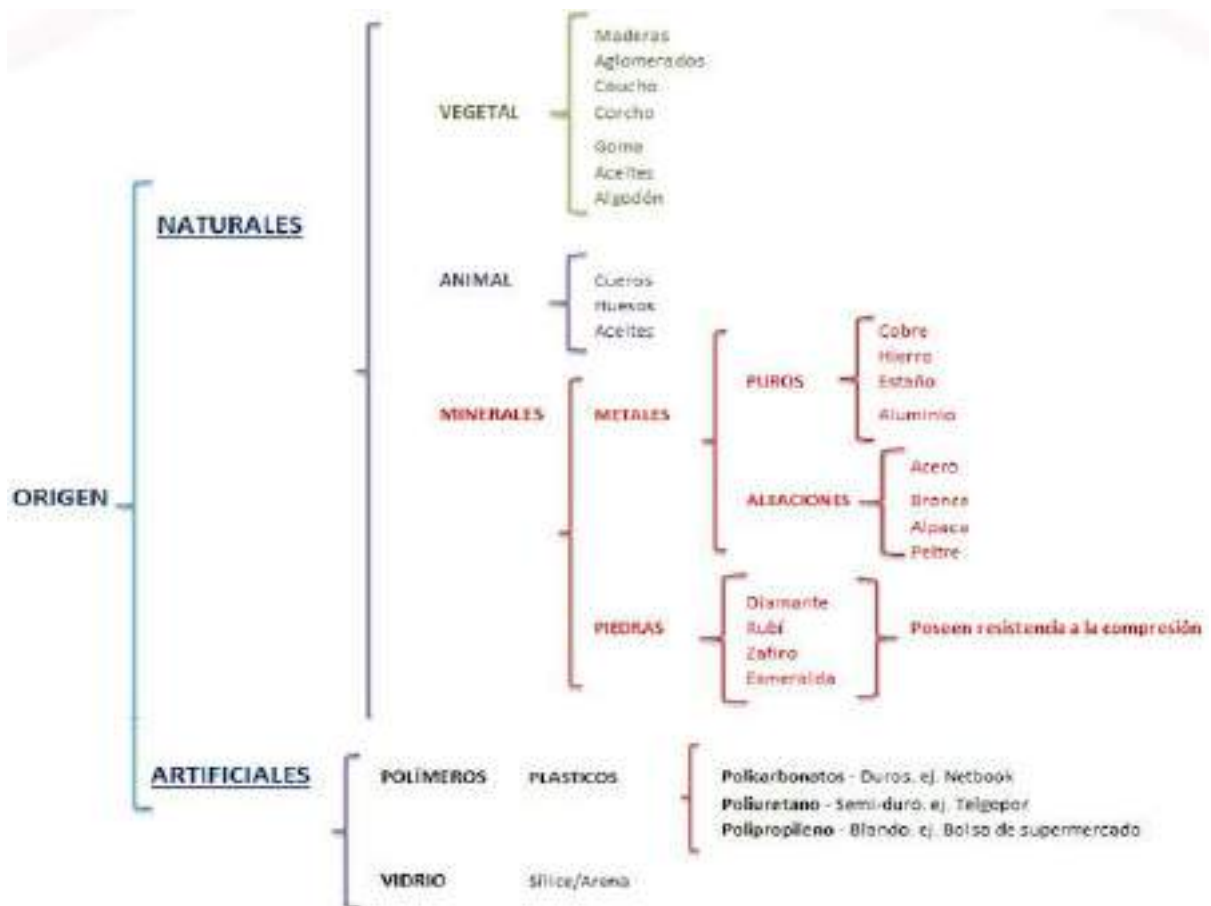 Maderas
Aglomerados
Caucho
VEGETAL
Corcho
Goma
Aceites
Algodón
NATURALES
ANIMAL
Cueros
Huesos
Aceites
Cobre
Hierro
PUROS
Estaño
MINERALES
METALES
Aluminio
Acero
ORIGEN
ALEACIONES
Bronce
Alpaca
Peltre
Diamante
PIEDRAS
Rubí
Poseen resistencia a la compresión
Zafiro
Esmeralda
ARTIFICIALES
POLÍMEROS
PLASTICOS
Policarbonatos - Duros. ej. Netbook
Poliuretano - Semi-duro. ej. Telgopor
Polipropileno - Blando. ej. Bolsa de supermercado
VIDRIO
Sílice/Arena